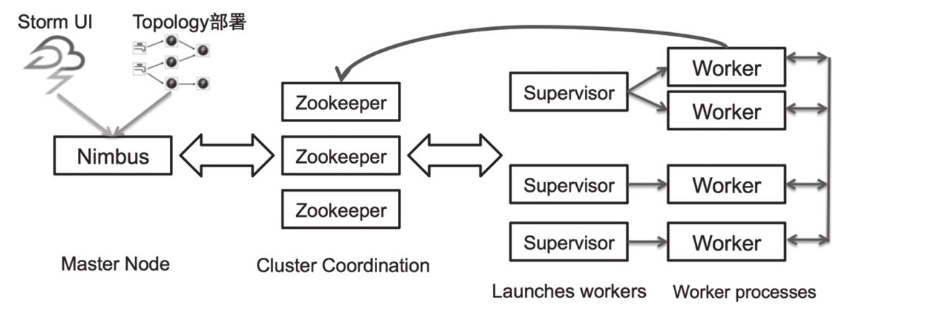 Storm UI
Topology部署
Nimbus
Master Node
Zookeeper
Zookeeper
Zookeeper
Cluster Coordination
Supervisor
Supervisor
Supervisor
Launches workers
Worker
Worker
Worker
Worker
Worker processes